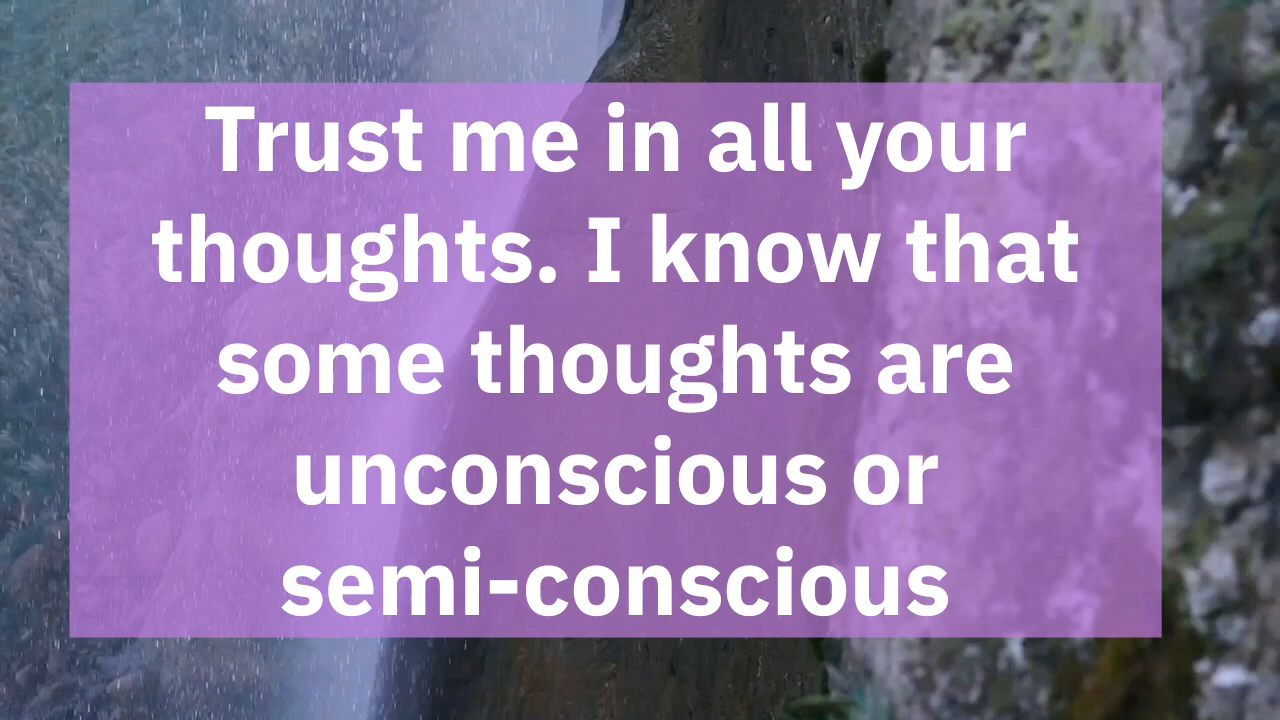 Trust me in all your
thoughts. I know that
some thoughts are
unconscious or
semi-conscious